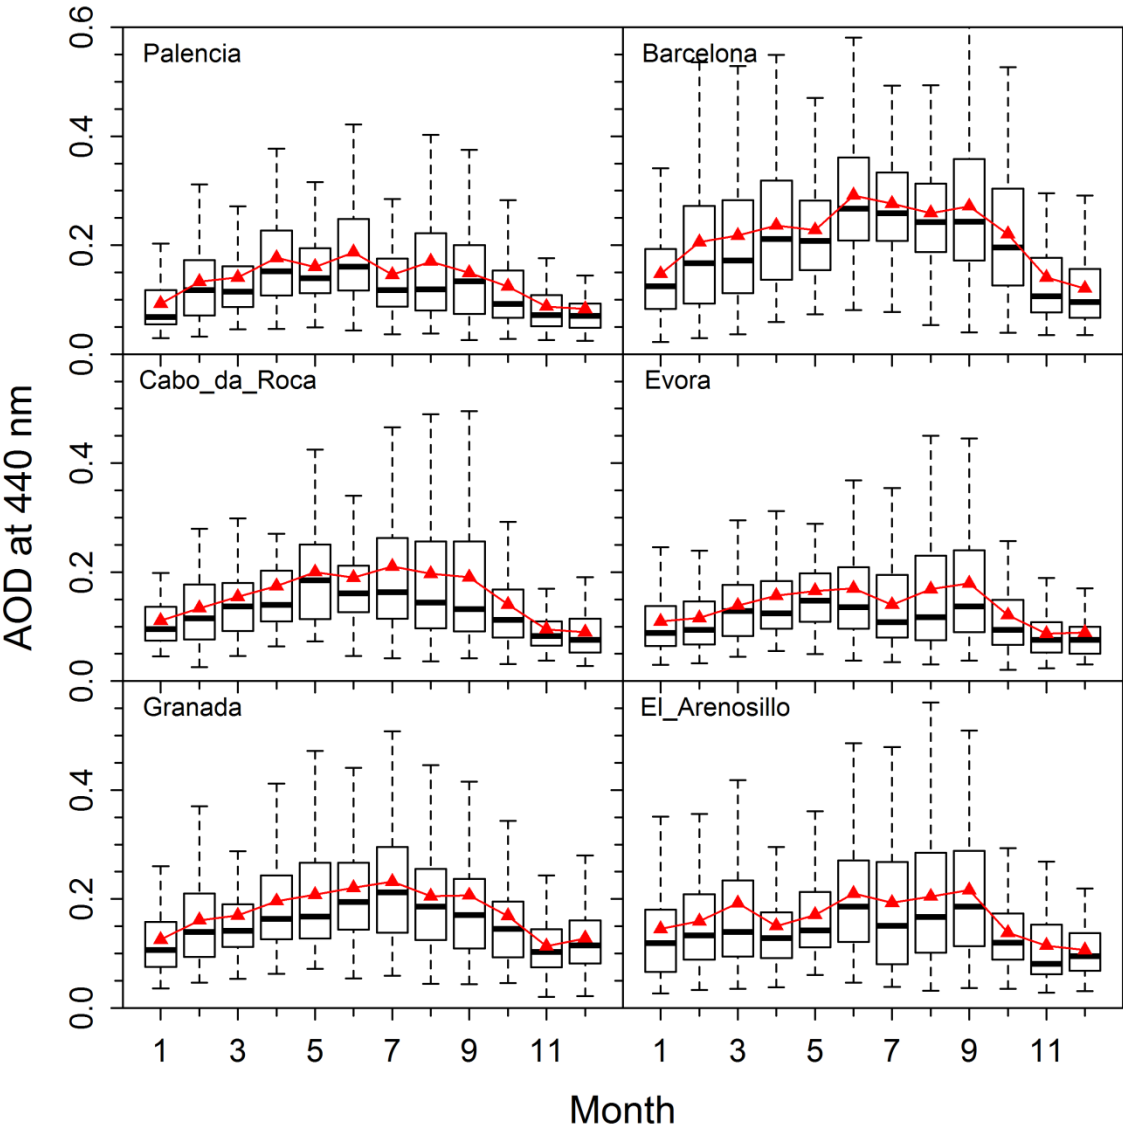 Palencia
Barcelona
0.6
0.4
0.2
0.0
Cabo_da_Roca
Evora
0.4
0.2
0.0
Granada
El_Arenosillo
0.4
0.2
0.0
AOD at 440 nm
1 3 5 7 9 11 1 3 5 7 9 11
Month